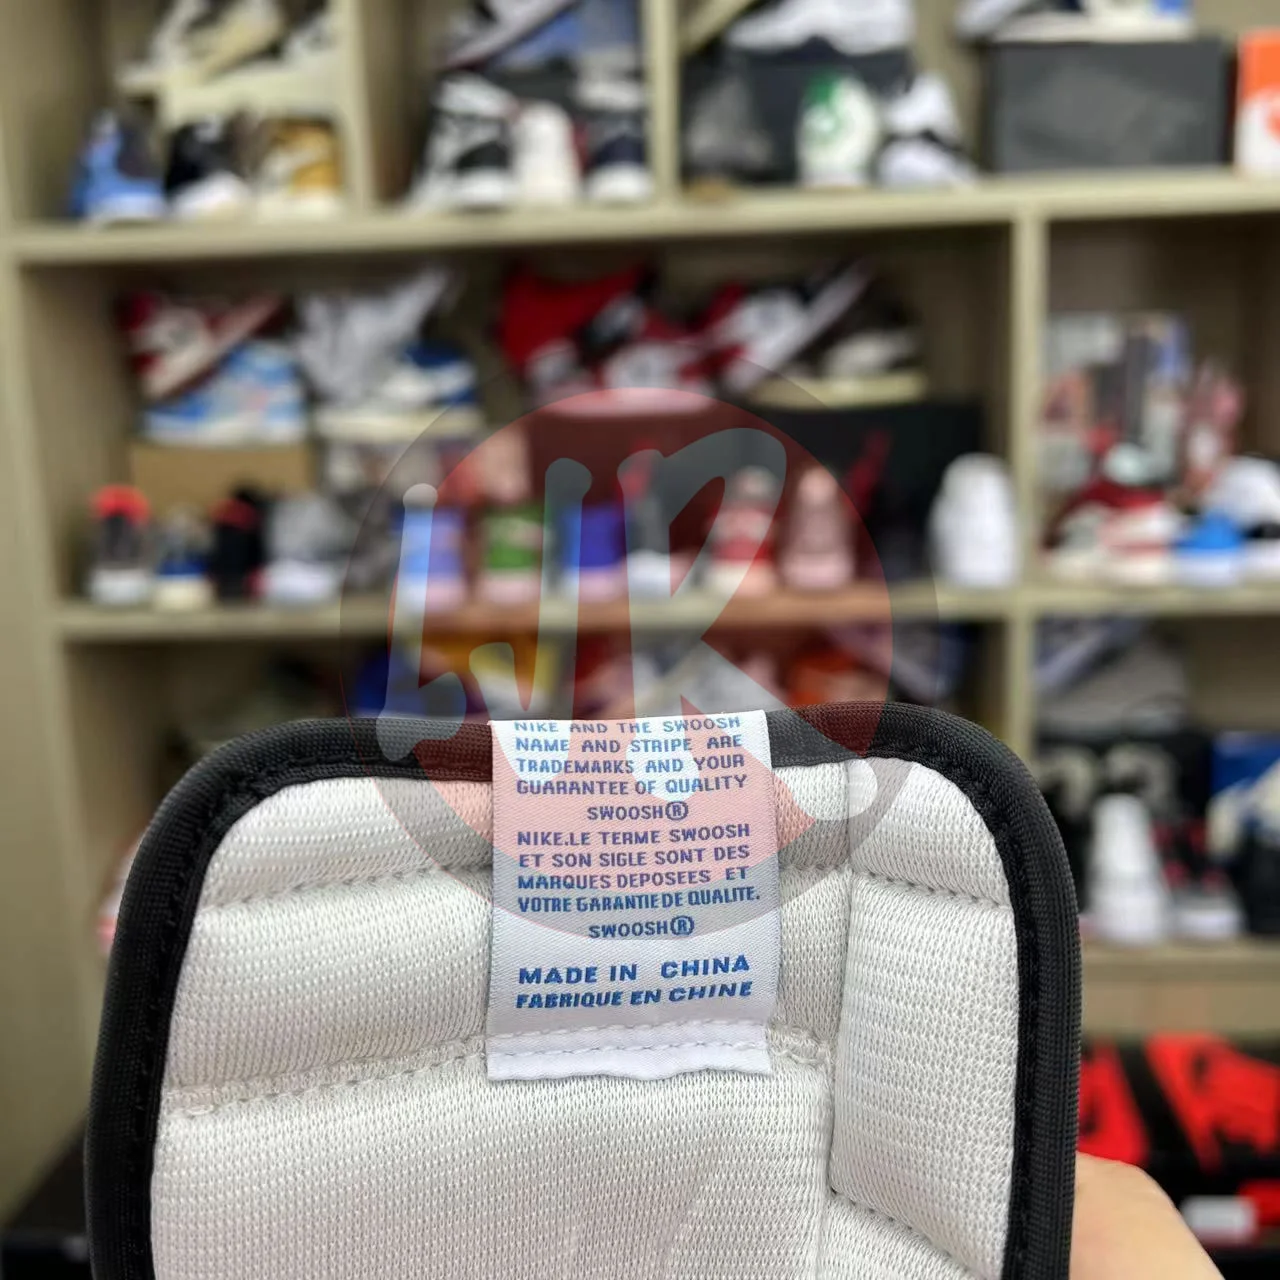 WR
NIKE AND THE SWOOSH
NAME AND STRIPE ARE
TRADEMARKS AND YOUR
GUARANTEE OF QUALITY
SWOOSH®
NIKE.LE TERME SWOOSH
ET SON SIGLE SONT DES
MARQUES DEPOSEES ET
VOTRE GARANTIE DE QUALITE.
SWOOSH®
MADE IN CHINA
FABRIQUE EN CHINE